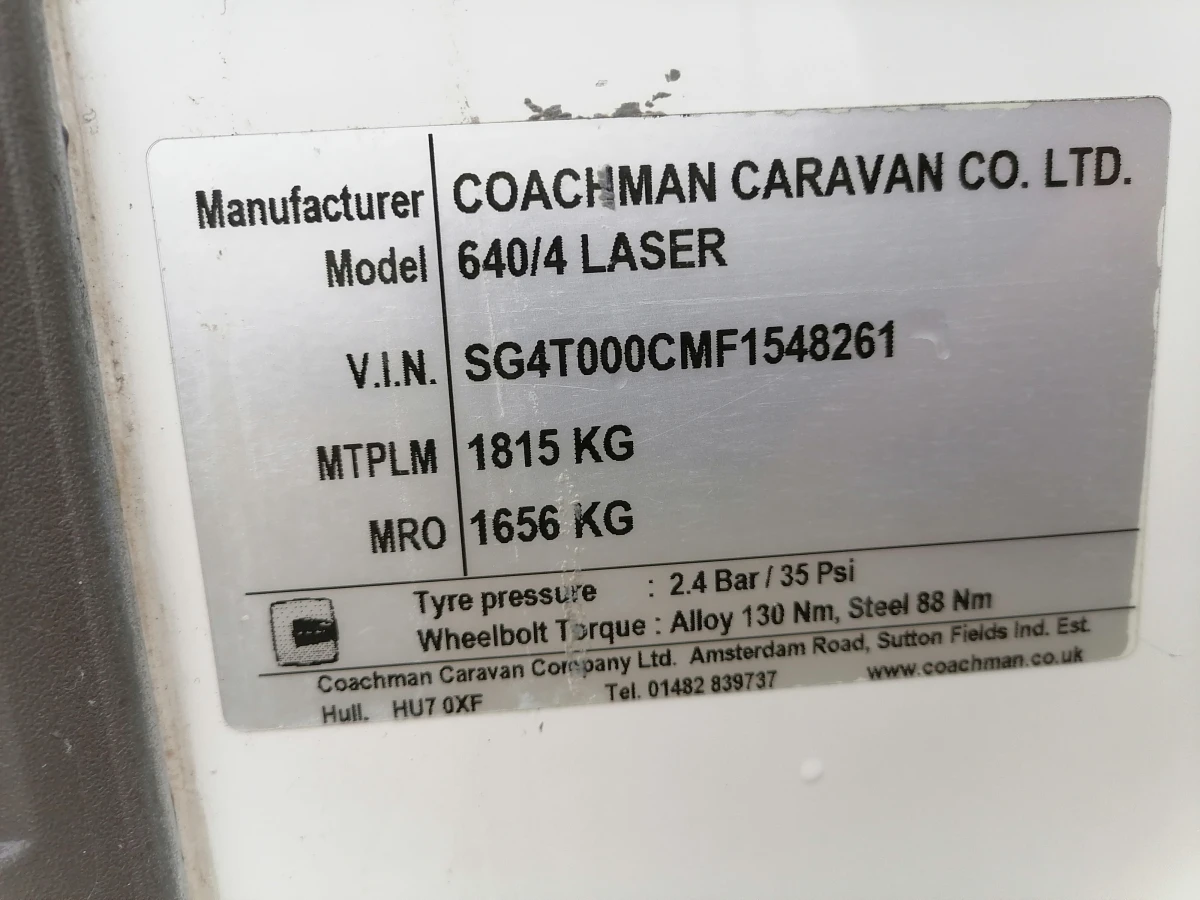 Manufacturer COACHMAN CARAVAN CO. LTD.
Model 640/4 LASER
V.I.N. SG4T000CMF1548261
MTPLM 1815 KG
MRO 1656 KG
Tyre pressure : 2.4 Bar / 35 Psi
Wheelbolt Torque : Alloy 130 Nm, Steel 88 Nm
Coachman Caravan Company Ltd. Amsterdam Road, Sutton Fields Ind. Est.
Hull. HU7 0XF Tel. 01482 839737 www.coachman.co.uk